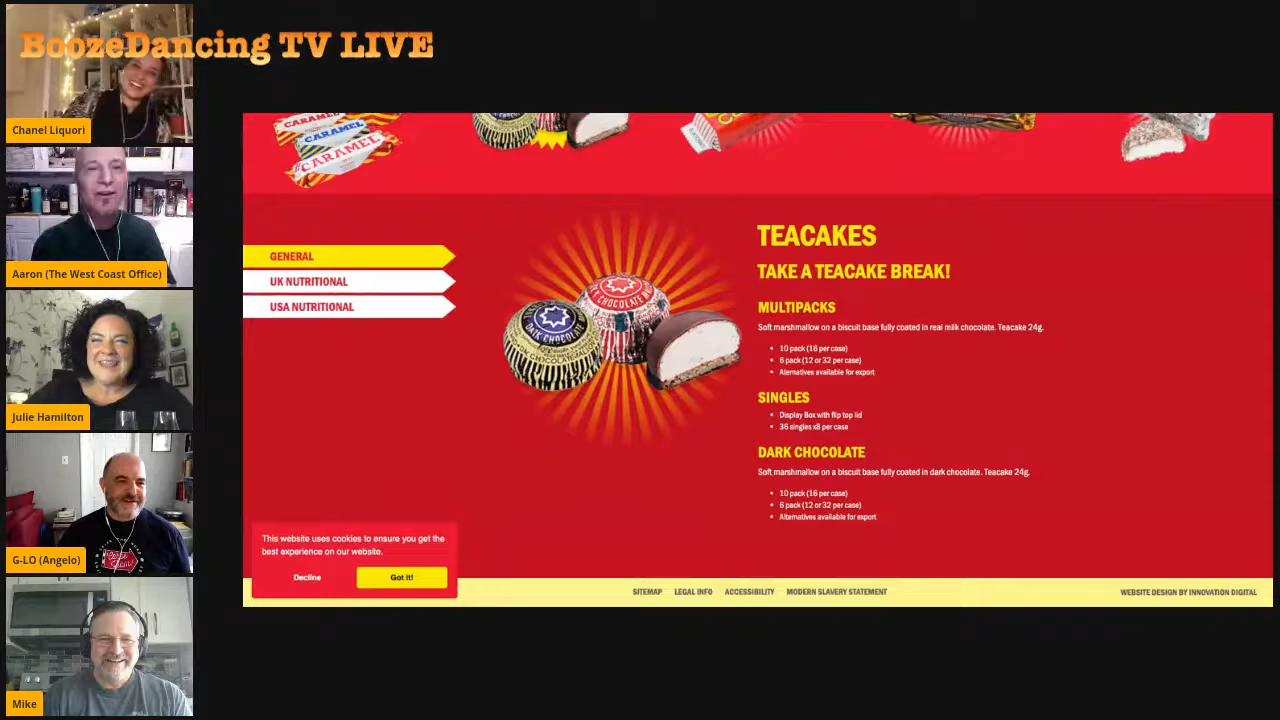 BoozeDancing TV LIVE
Chanel Liquori
Aaron (The West Coast Office)
Julie Hamilton
G-LO (Angelo)
Mike
CARAMEL
CARAMEL
CARAMEL
GENERAL
UK NUTRITIONAL
USA NUTRITIONAL
DARK CHOCOLATE
TEACAKES
TAKE A TEACAKE BREAK!
MULTIPACKS
Soft marshmallow on a biscuit base fully coated in real milk chocolate. Teacake 24g.
• 10 pack (16 per case)
• 6 pack (12 or 32 per case)
• Alternatives available for export
SINGLES
• Display Box with flip top lid
• 36 singles x8 per case
DARK CHOCOLATE
Soft marshmallow on a biscuit base fully coated in dark chocolate. Teacake 24g.
• 10 pack (16 per case)
• 6 pack (12 or 32 per case)
• Alternatives available for export
This website uses cookies to ensure you get the
best experience on our website.
Decline
Got it!
SITEMAP LEGAL INFO ACCESSIBILITY MODERN SLAVERY STATEMENT
WEBSITE DESIGN BY INNOVATION DIGITAL